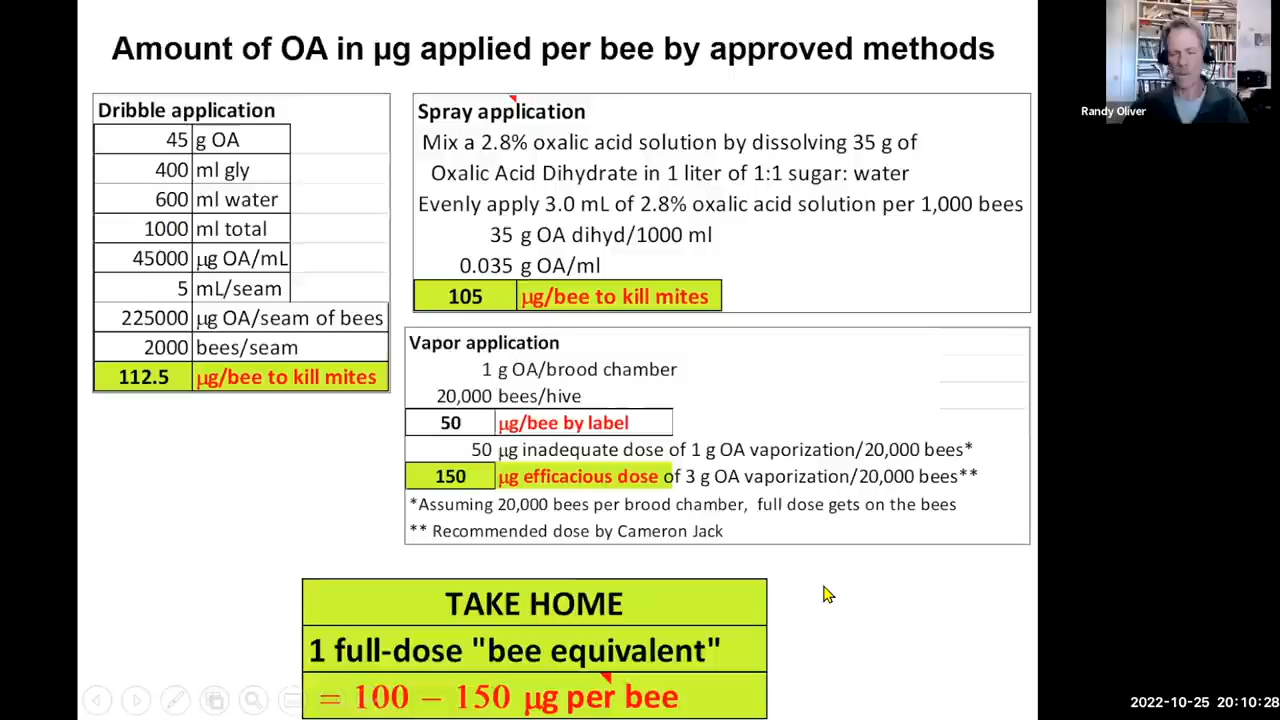 Amount of OA in µg applied per bee by approved methods
Dribble application
45 g OA
400 ml gly
600 ml water
1000 ml total
45000 µg OA/mL
5 mL/seam
225000 µg OA/seam of bees
2000 bees/seam
112.5 µg/bee to kill mites
Spray application
Mix a 2.8% oxalic acid solution by dissolving 35 g of
Oxalic Acid Dihydrate in 1 liter of 1:1 sugar: water
Evenly apply 3.0 mL of 2.8% oxalic acid solution per 1,000 bees
35 g OA dihyd/1000 ml
0.035 g OA/ml
105 µg/bee to kill mites
Vapor application
1 g OA/brood chamber
20,000 bees/hive
50 µg/bee by label
50 µg inadequate dose of 1 g OA vaporization/20,000 bees*
150 µg efficacious dose of 3 g OA vaporization/20,000 bees**
*Assuming 20,000 bees per brood chamber, full dose gets on the bees
** Recommended dose by Cameron Jack
TAKE HOME
1 full-dose "bee equivalent"
= 100 – 150 µg per bee
Randy Oliver
2022-10-25 20:10:28